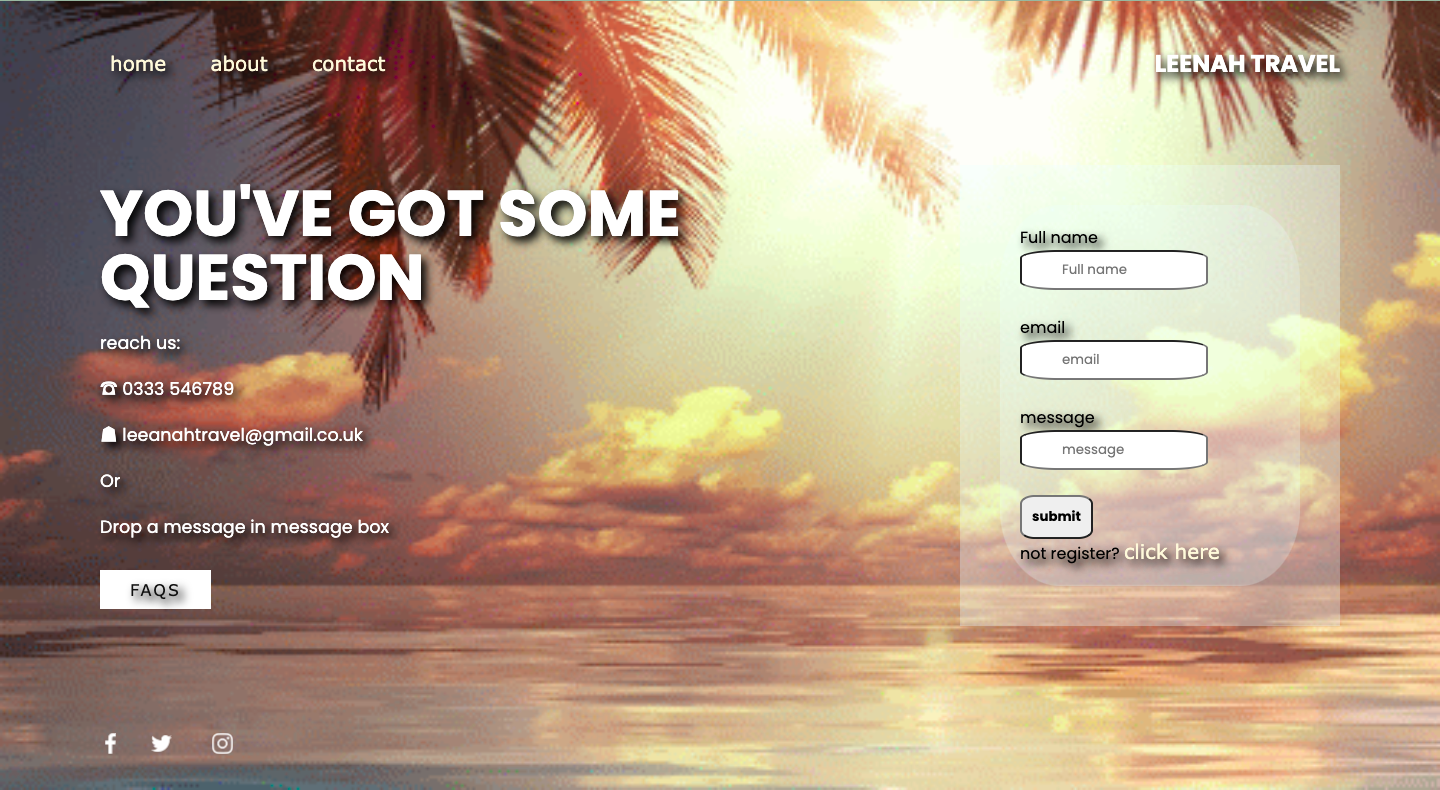 home about contact
LEENAH TRAVEL
YOU'VE GOT SOME
QUESTION
reach us:
0333 546789
leeanahtravel@gmail.co.uk
Or
Drop a message in message box
FAQS
Full name
Full name
email
email
message
message
submit
not register? click here